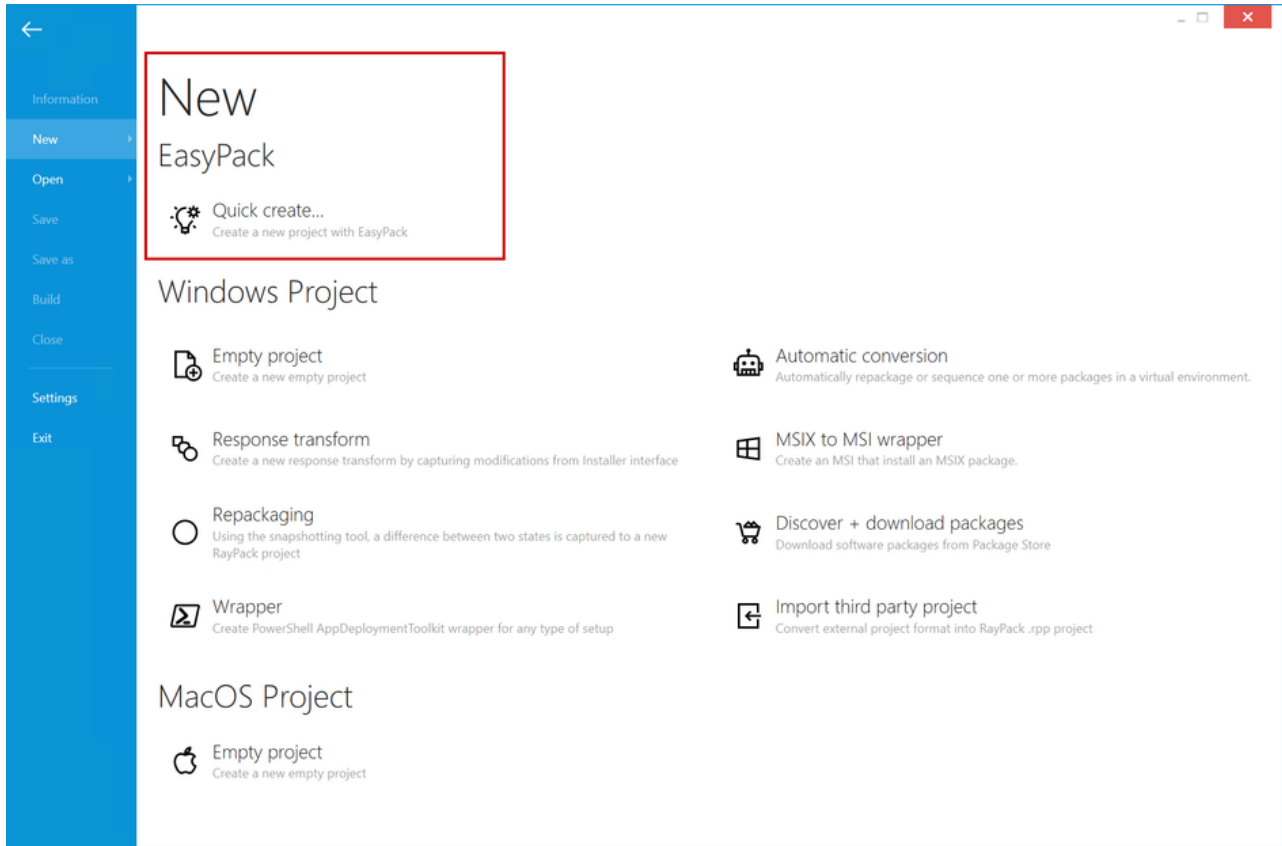 Information
New
Open
Save
Save as
Build
Close
Settings
Exit
New
EasyPack
Quick create...
Create a new project with EasyPack
Windows Project
Empty project
Create a new empty project
Automatic conversion
Automatically repackage or sequence one or more packages in a virtual environment.
Response transform
Create a new response transform by capturing modifications from Installer interface
MSIX to MSI wrapper
Create an MSI that install an MSIX package.
Repackaging
Using the snapshotting tool, a difference between two states is captured to a new
RayPack project
Discover + download packages
Download software packages from Package Store
Wrapper
Create PowerShell AppDeploymentToolkit wrapper for any type of setup
Import third party project
Convert external project format into RayPack .rpp project
MacOS Project
Empty project
Create a new empty project